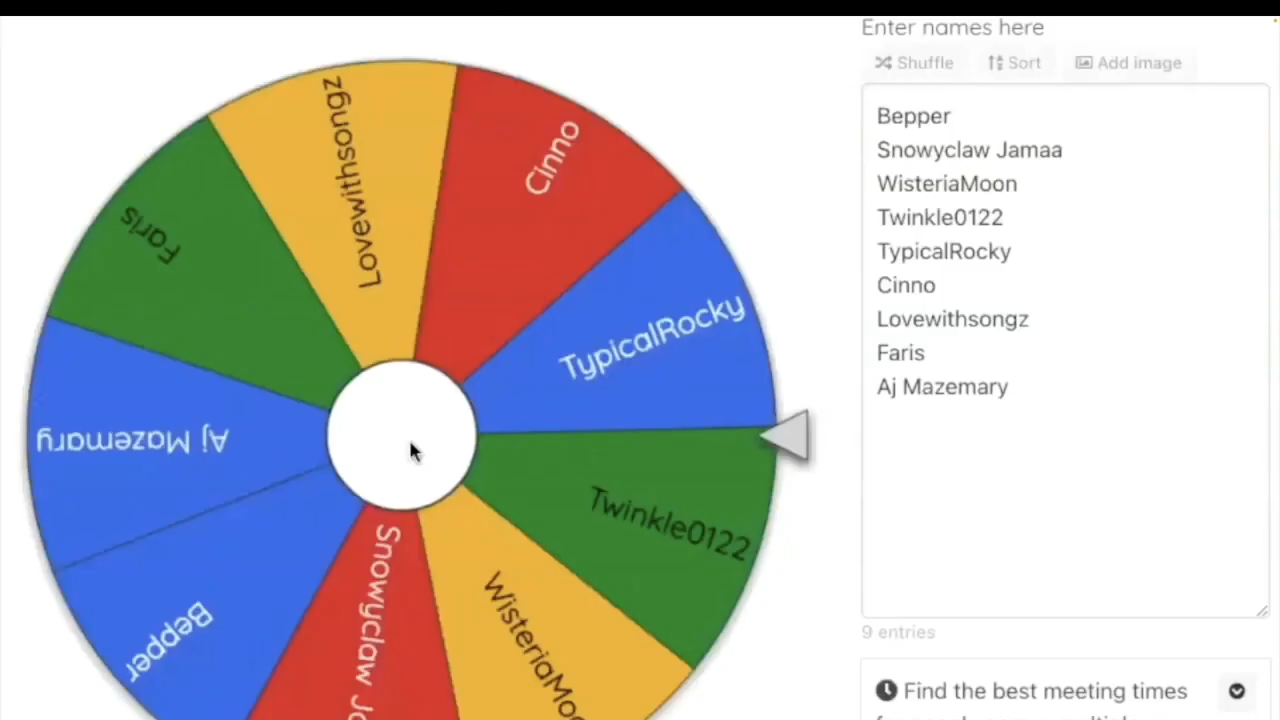 Enter names here
Shuffle Sort Add image
Bepper
Snowyclaw Jamaa
WisteriaMoon
Twinkle0122
TypicalRocky
Cinno
Lovewithsongz
Faris
Aj Mazemary
9 entries
Find the best meeting times
Lovewithsongz
Cinno
Faris
TypicalRocky
Aj Mazemary
Twinkle0122
Bepper
Snowyclaw
WisteriaMo